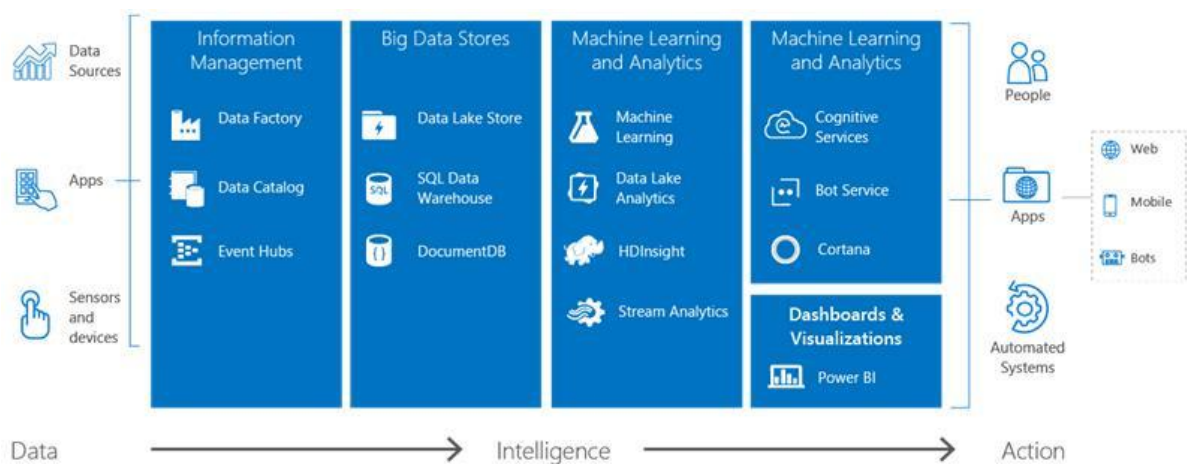 Data
Sources
Apps
Sensors
and
devices
Information
Management
Data Factory
Data Catalog
Event Hubs
Big Data Stores
Data Lake Store
SQL
SQL Data
Warehouse
DocumentDB
Machine Learning
and Analytics
Machine
Learning
Data Lake
Analytics
HDInsight
Stream Analytics
Machine Learning
and Analytics
Cognitive
Services
Bot Service
Cortana
Dashboards &
Visualizations
Power BI
People
Apps
Automated
Systems
Web
Mobile
Bots
Data
Intelligence
Action